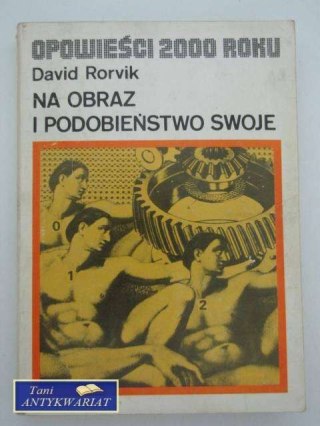 OPOWIEŚCI 2000 ROKU
David Rorvik
NA OBRAZ
I PODOBIEŃSTWO SWOJE
0
1
2
Tani
ANTYKWARIAT